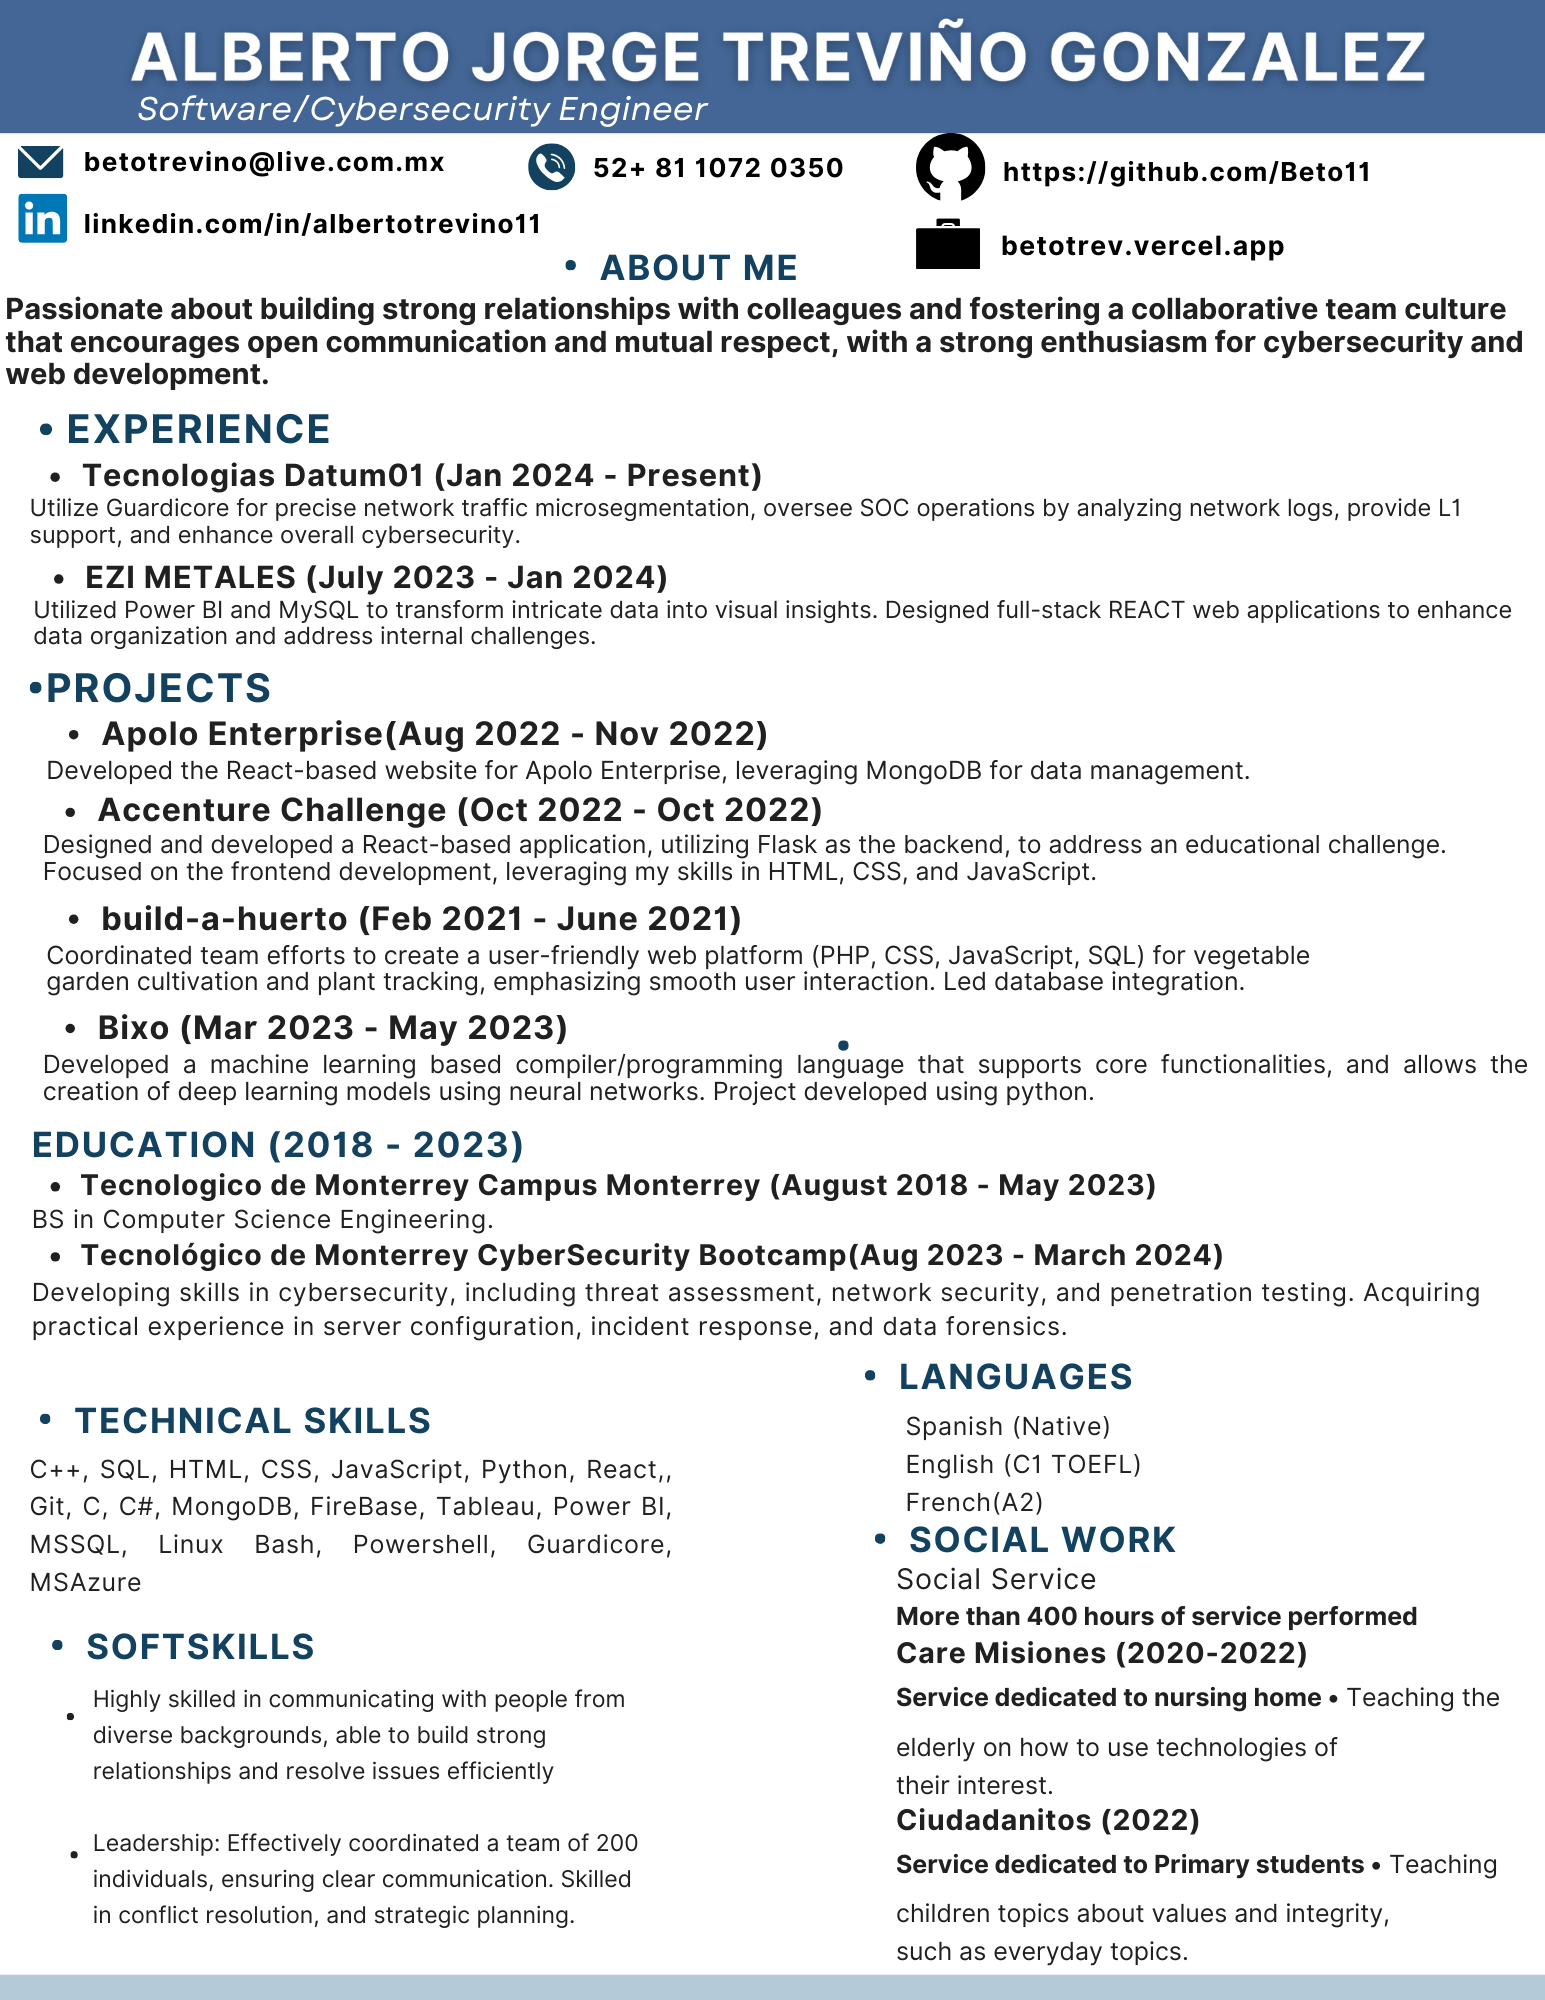 ALBERTO JORGE TREVIÑO GONZALEZ
Software/Cybersecurity Engineer
betotrevino@live.com.mx
52+ 81 1072 0350
https://github.com/Beto11
linkedin.com/in/albertotrevino11
betotrev.vercel.app
• ABOUT ME
Passionate about building strong relationships with colleagues and fostering a collaborative team culture
that encourages open communication and mutual respect, with a strong enthusiasm for cybersecurity and
web development.
• EXPERIENCE
• Tecnologias Datum01 (Jan 2024 - Present)
Utilize Guardicore for precise network traffic microsegmentation, oversee SOC operations by analyzing network logs, provide L1
support, and enhance overall cybersecurity.
• EZI METALES (July 2023 - Jan 2024)
Utilized Power BI and MySQL to transform intricate data into visual insights. Designed full-stack REACT web applications to enhance
data organization and address internal challenges.
•PROJECTS
• Apolo Enterprise(Aug 2022 - Nov 2022)
Developed the React-based website for Apolo Enterprise, leveraging MongoDB for data management.
• Accenture Challenge (Oct 2022 - Oct 2022)
Designed and developed a React-based application, utilizing Flask as the backend, to address an educational challenge.
Focused on the frontend development, leveraging my skills in HTML, CSS, and JavaScript.
• build-a-huerto (Feb 2021 - June 2021)
Coordinated team efforts to create a user-friendly web platform (PHP, CSS, JavaScript, SQL) for vegetable
garden cultivation and plant tracking, emphasizing smooth user interaction. Led database integration.
• Bixo (Mar 2023 - May 2023)
•
Developed a machine learning based compiler/programming language that supports core functionalities, and allows the
creation of deep learning models using neural networks. Project developed using python.
EDUCATION (2018 - 2023)
• Tecnologico de Monterrey Campus Monterrey (August 2018 - May 2023)
BS in Computer Science Engineering.
• Tecnológico de Monterrey CyberSecurity Bootcamp(Aug 2023 - March 2024)
Developing skills in cybersecurity, including threat assessment, network security, and penetration testing. Acquiring
practical experience in server configuration, incident response, and data forensics.
• TECHNICAL SKILLS
C++, SQL, HTML, CSS, JavaScript, Python, React,,
Git, C, C#, MongoDB, FireBase, Tableau, Power BI,
MSSQL, Linux Bash, Powershell, Guardicore,
MSAzure
• SOFTSKILLS
• Highly skilled in communicating with people from
diverse backgrounds, able to build strong
relationships and resolve issues efficiently
• Leadership: Effectively coordinated a team of 200
individuals, ensuring clear communication. Skilled
in conflict resolution, and strategic planning.
• LANGUAGES
Spanish (Native)
English (C1 TOEFL)
French(A2)
• SOCIAL WORK
Social Service
More than 400 hours of service performed
Care Misiones (2020-2022)
Service dedicated to nursing home • Teaching the
elderly on how to use technologies of
their interest.
Ciudadanitos (2022)
Service dedicated to Primary students • Teaching
children topics about values and integrity,
such as everyday topics.